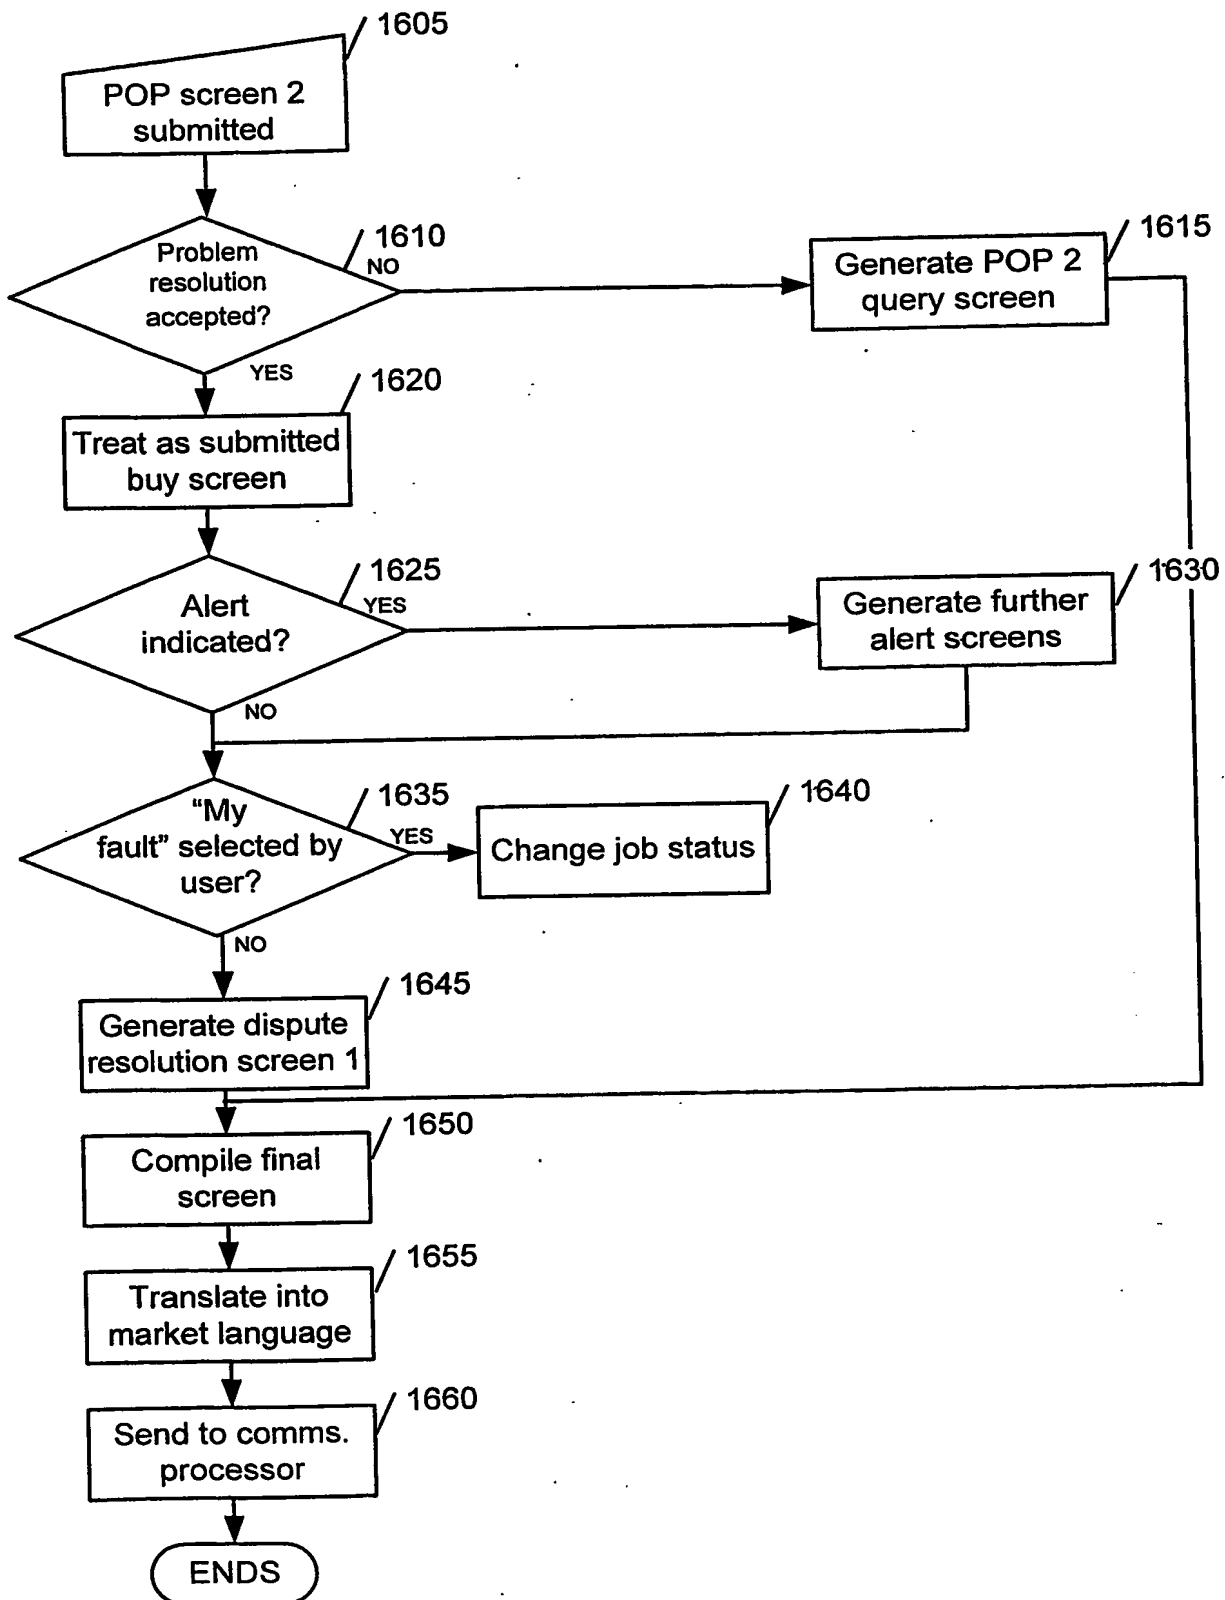 1605
POP screen 2
submitted
1610
Problem
resolution
accepted?
NO
YES
1615
Generate POP 2
query screen
1620
Treat as submitted
buy screen
1625
Alert
indicated?
YES
NO
1630
Generate further
alert screens
1635
“My
fault” selected by
user?
YES
NO
1640
Change job status
1645
Generate dispute
resolution screen 1
1650
Compile final
screen
1655
Translate into
market language
1660
Send to comms.
processor
ENDS